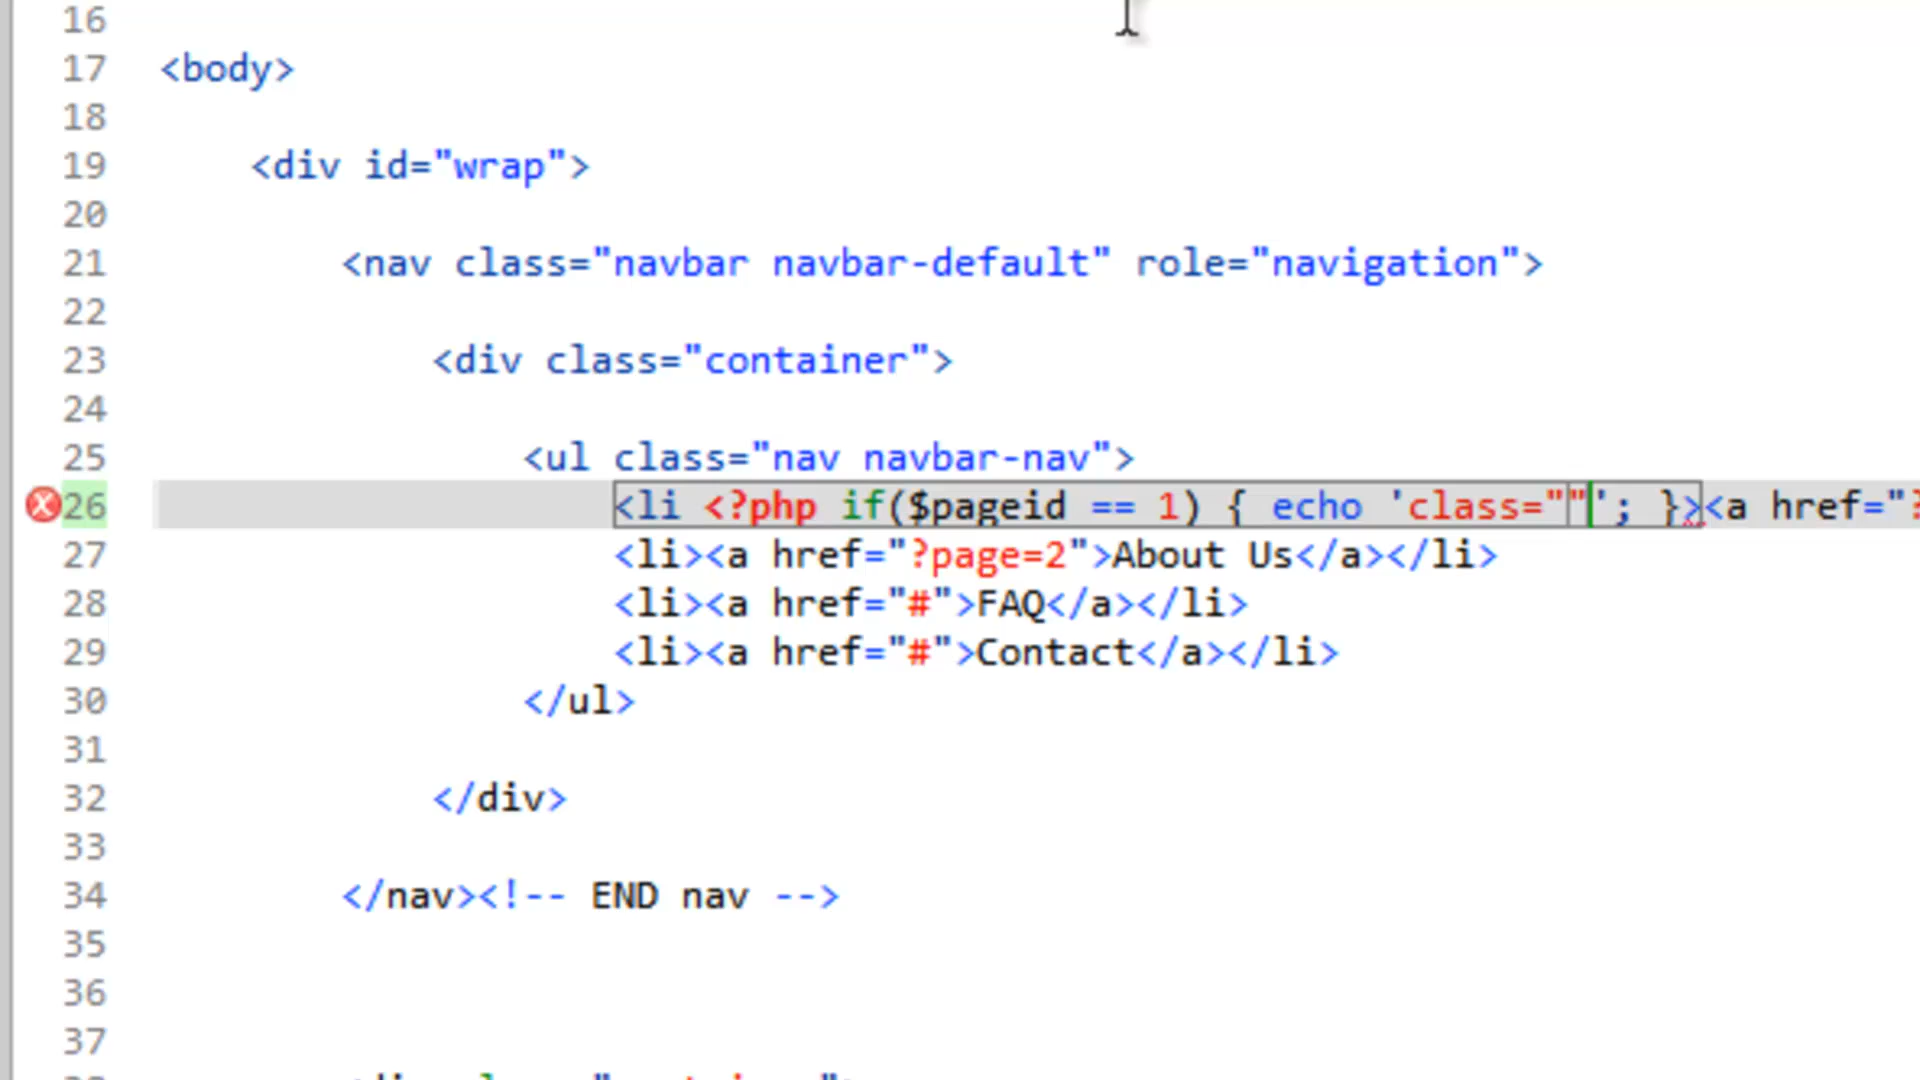 16
17 <body>
18
19 <div id="wrap">
20
21 <nav class="navbar navbar-default" role="navigation">
22
23 <div class="container">
24
25 <ul class="nav navbar-nav">
26 <li <?php if($pageid == 1) { echo 'class=""'; }><a href="?
27 <li><a href="?page=2">About Us</a></li>
28 <li><a href="#">FAQ</a></li>
29 <li><a href="#">Contact</a></li>
30 </ul>
31
32 </div>
33
34 </nav><!-- END nav -->
35
36
37